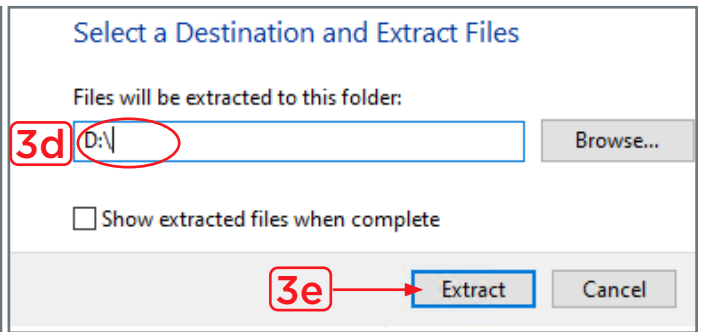 Select a Destination and Extract Files
Files will be extracted to this folder:
3d D:\ Browse...
Show extracted files when complete
3e Extract Cancel